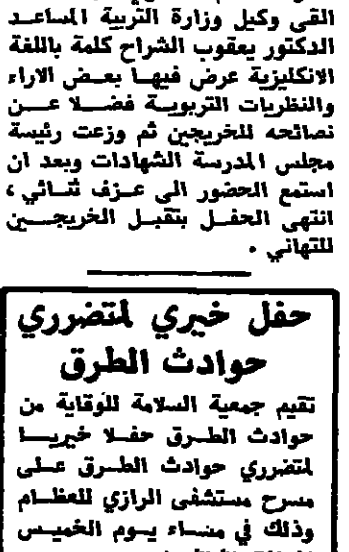 القى وكيل وزارة التربية المساعد
الدكتور يعقوب الشراح كلمة باللغة
الانكليزية عرض فيها بعض الاراء
والنظريات التربوية فضلا عن
نصائحه للخريجين ثم وزعت رئيسة
مجلس المدرسة الشهادات وبعد ان
استمع الحضور الى عزف ثنائي ،
انتهى الحفل بتقبل الخريجين
للتهاني .
حفل خيري لمتضرري
حوادث الطرق
تقيم جمعية السلامة للوقاية من
حوادث الطرق حفلا خيريا
لمتضرري حوادث الطرق على
مسرح مستشفى الرازي للعظام
وذلك في مساء يوم الخميس